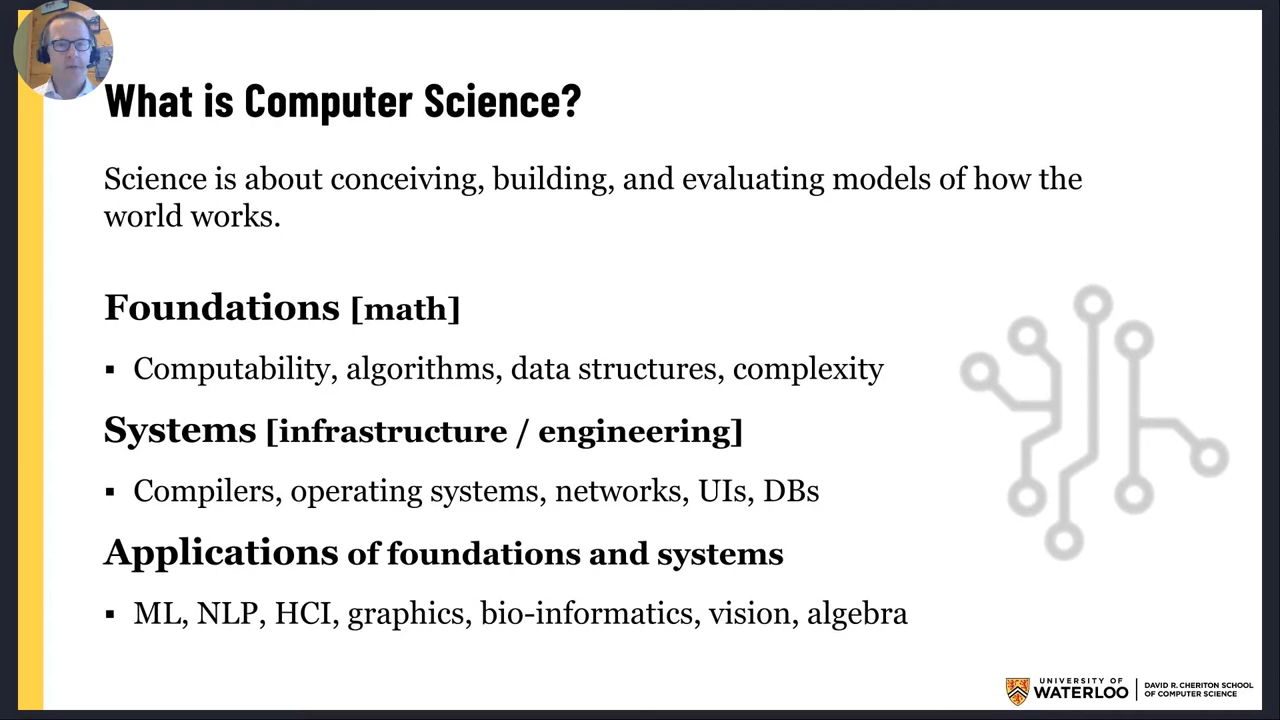 What is Computer Science?
Science is about conceiving, building, and evaluating models of how the
world works.
Foundations [math]
▪ Computability, algorithms, data structures, complexity
Systems [infrastructure / engineering]
▪ Compilers, operating systems, networks, UIs, DBs
Applications of foundations and systems
▪ ML, NLP, HCI, graphics, bio-informatics, vision, algebra
UNIVERSITY OF
WATERLOO
DAVID R. CHERITON SCHOOL
OF COMPUTER SCIENCE